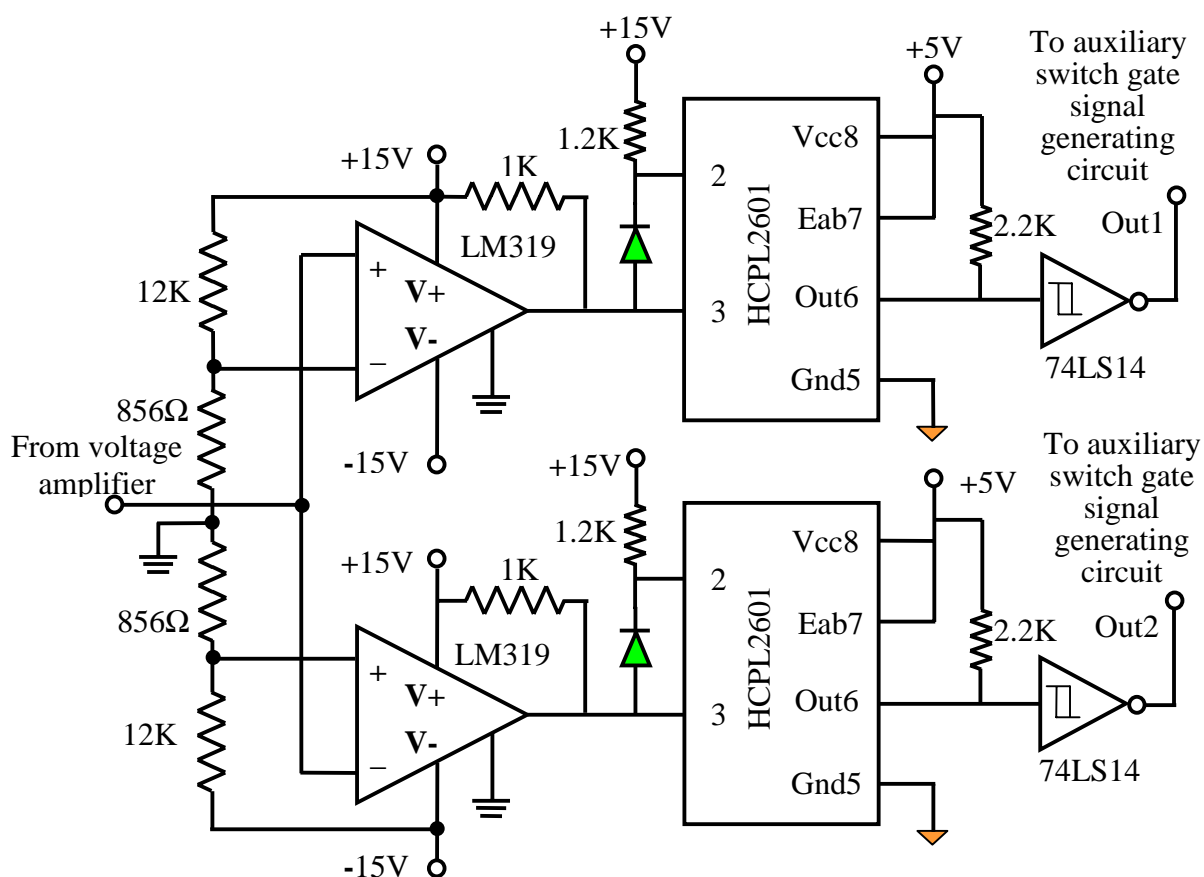 +15V
+5V
To auxiliary
switch gate
signal
generating
circuit
1.2K
Vcc8
+15V
1K
2
Eab7
2.2K
Out1
LM319
HCPL2601
12K
+
V+
V-
−
3
Out6
74LS14
Gnd5
856Ω
From voltage
amplifier
-15V
+15V
+5V
To auxiliary
switch gate
signal
generating
circuit
1.2K
Vcc8
+15V
1K
2
Eab7
2.2K
Out2
856Ω
LM319
HCPL2601
+
V+
V-
−
3
Out6
12K
74LS14
Gnd5
-15V